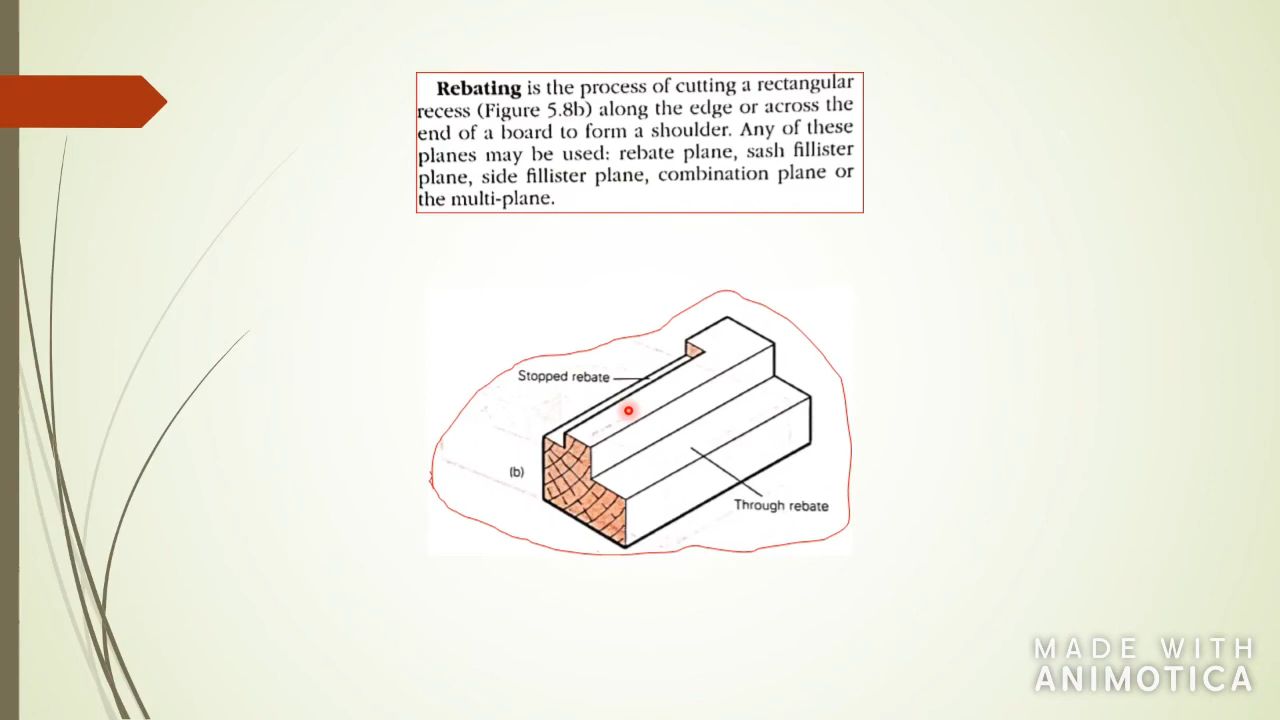 Rebating is the process of cutting a rectangular
recess (Figure 5.8b) along the edge or across the
end of a board to form a shoulder. Any of these
planes may be used: rebate plane, sash fillister
plane, side fillister plane, combination plane or
the multi-plane.
Stopped rebate
(b)
Through rebate
MADE WITH
ANIMOTICA